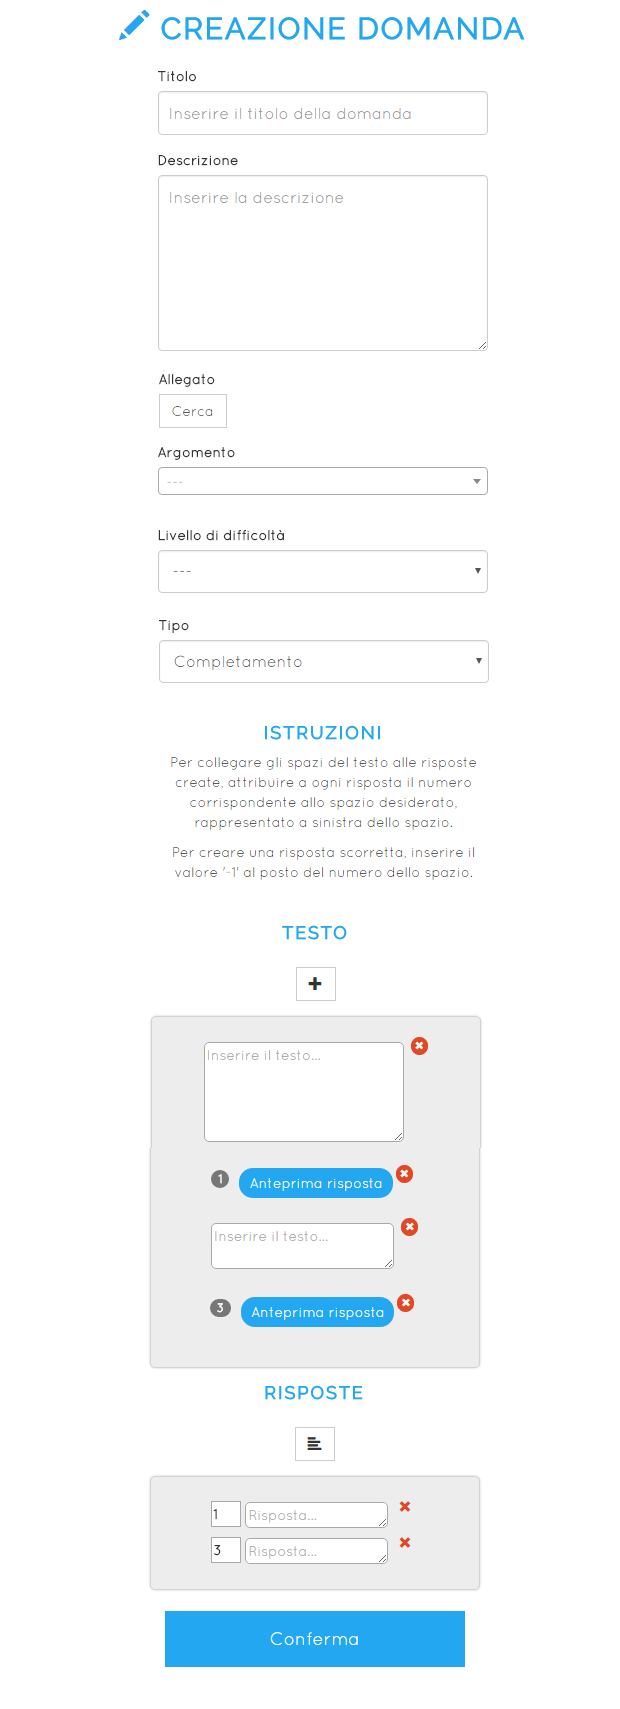 CREAZIONE DOMANDA
Titolo
Inserire il titolo della domanda
Descrizione
Inserire la descrizione
Allegato
Cerca
Argomento
---
Livello di difficoltà
---
Tipo
Completamento
ISTRUZIONI
Per collegare gli spazi del testo alle risposte
create, attribuire a ogni risposta il numero
corrispondente allo spazio desiderato,
rappresentato a sinistra dello spazio.
Per creare una risposta scorretta, inserire il
valore '-1' al posto del numero dello spazio.
TESTO
Inserire il testo...
1 Anteprima risposta
Inserire il testo...
3 Anteprima risposta
RISPOSTE
1 Risposta...
3 Risposta...
Conferma